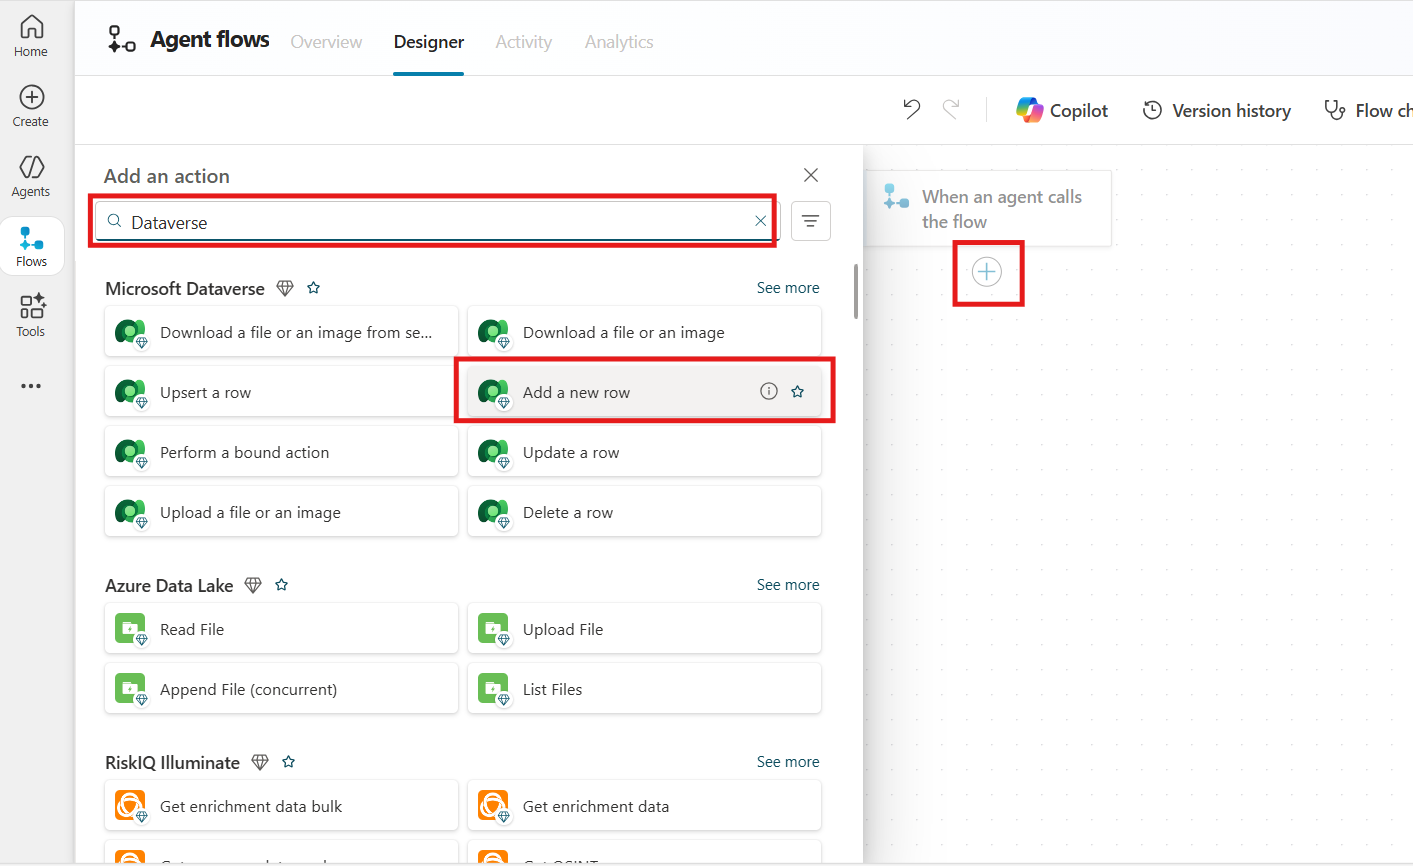 Home
Create
Agents
Flows
Tools
Agent flows
Overview
Designer
Activity
Analytics
Copilot
Version history
Flow ch
Add an action
Dataverse
Microsoft Dataverse
See more
Download a file or an image from se...
Download a file or an image
Upsert a row
Add a new row
Perform a bound action
Update a row
Upload a file or an image
Delete a row
Azure Data Lake
See more
Read File
Upload File
Append File (concurrent)
List Files
RiskIQ Illuminate
See more
Get enrichment data bulk
Get enrichment data
When an agent calls
the flow